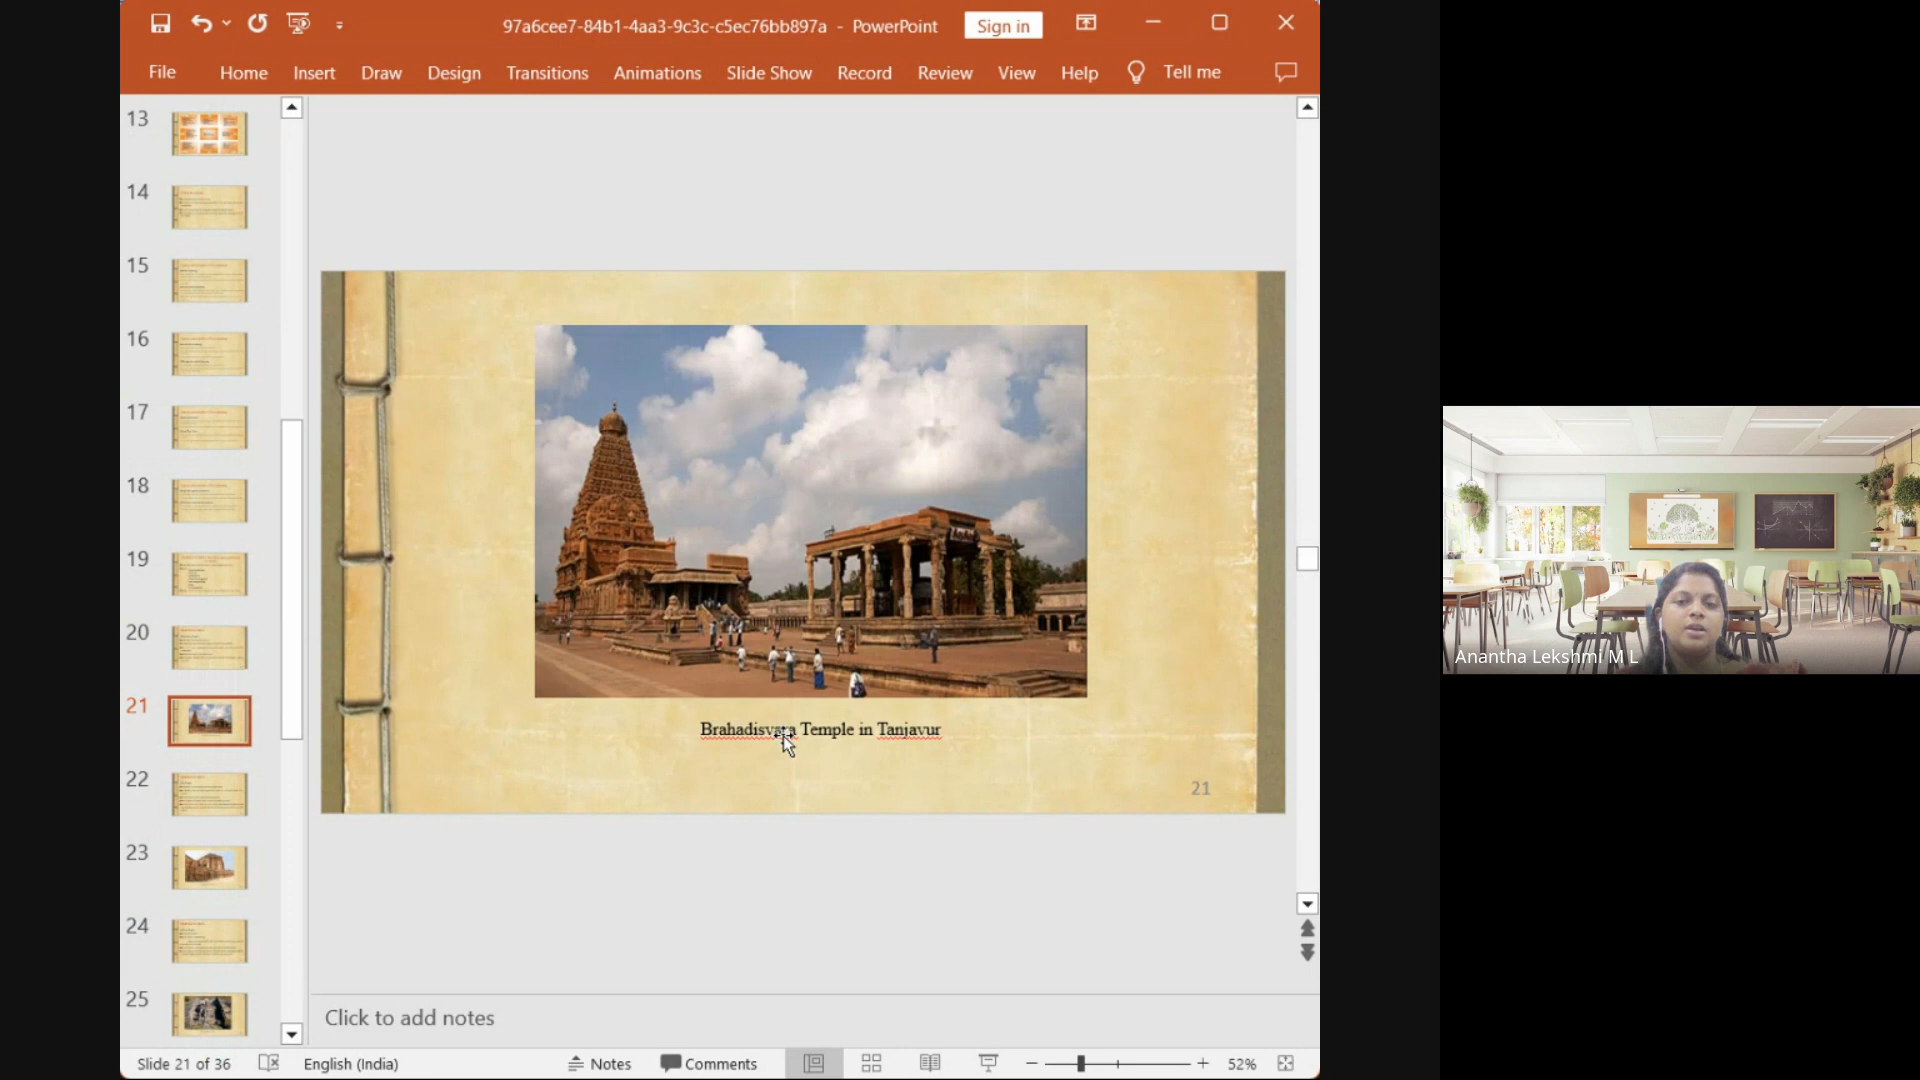 97a6cee7-84b1-4aa3-9c3c-c5ec76bb897a - PowerPoint
Sign in
File Home Insert Draw Design Transitions Animations Slide Show Record Review View Help Tell me
13
14
15
16
17
18
19
20
21
22
23
24
25
Brahadisvara Temple in Tanjavur
21
Anantha Lekshmi M L
Click to add notes
Slide 21 of 36 English (India) Notes Comments 52%